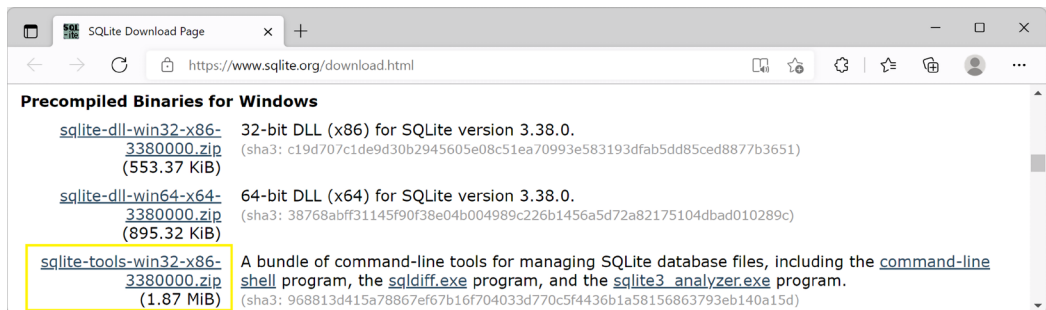 SQLite Download Page
https://www.sqlite.org/download.html
Precompiled Binaries for Windows
sqlite-dll-win32-x86-
3380000.zip
(553.37 KiB)
32-bit DLL (x86) for SQLite version 3.38.0.
(sha3: c19d707c1de9d30b2945605e08c51ea70993e583193dfab5dd85ced8877b3651)
sqlite-dll-win64-x64-
3380000.zip
(895.32 KiB)
64-bit DLL (x64) for SQLite version 3.38.0.
(sha3: 38768abff31145f90f38e04b004989c226b1456a5d72a82175104dbad010289c)
sqlite-tools-win32-x86-
3380000.zip
(1.87 MiB)
A bundle of command-line tools for managing SQLite database files, including the command-line
shell program, the sqldiff.exe program, and the sqlite3_analyzer.exe program.
(sha3: 968813d415a78867ef67b16f704033d770c5f4436b1a58156863793eb140a15d)